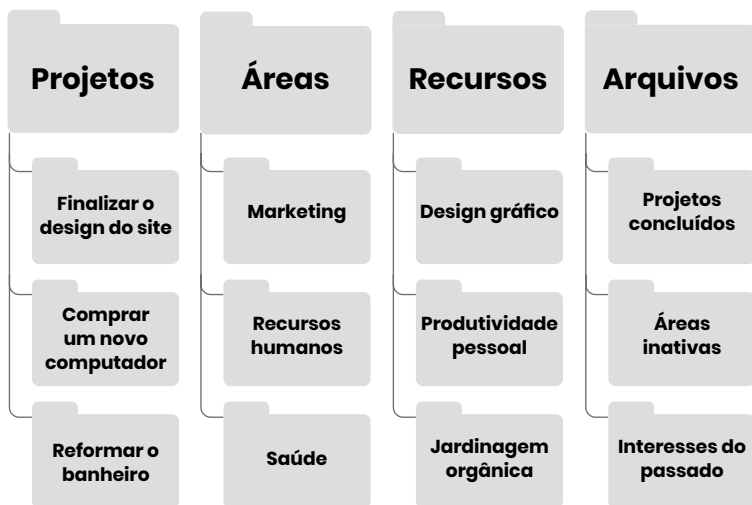 Projetos
Áreas
Recursos
Arquivos
Finalizar o
design do site
Marketing
Design gráfico
Projetos
concluídos
Comprar
um novo
computador
Recursos
humanos
Produtividade
pessoal
Áreas
inativas
Reformar o
banheiro
Saúde
Jardinagem
orgânica
Interesses do
passado